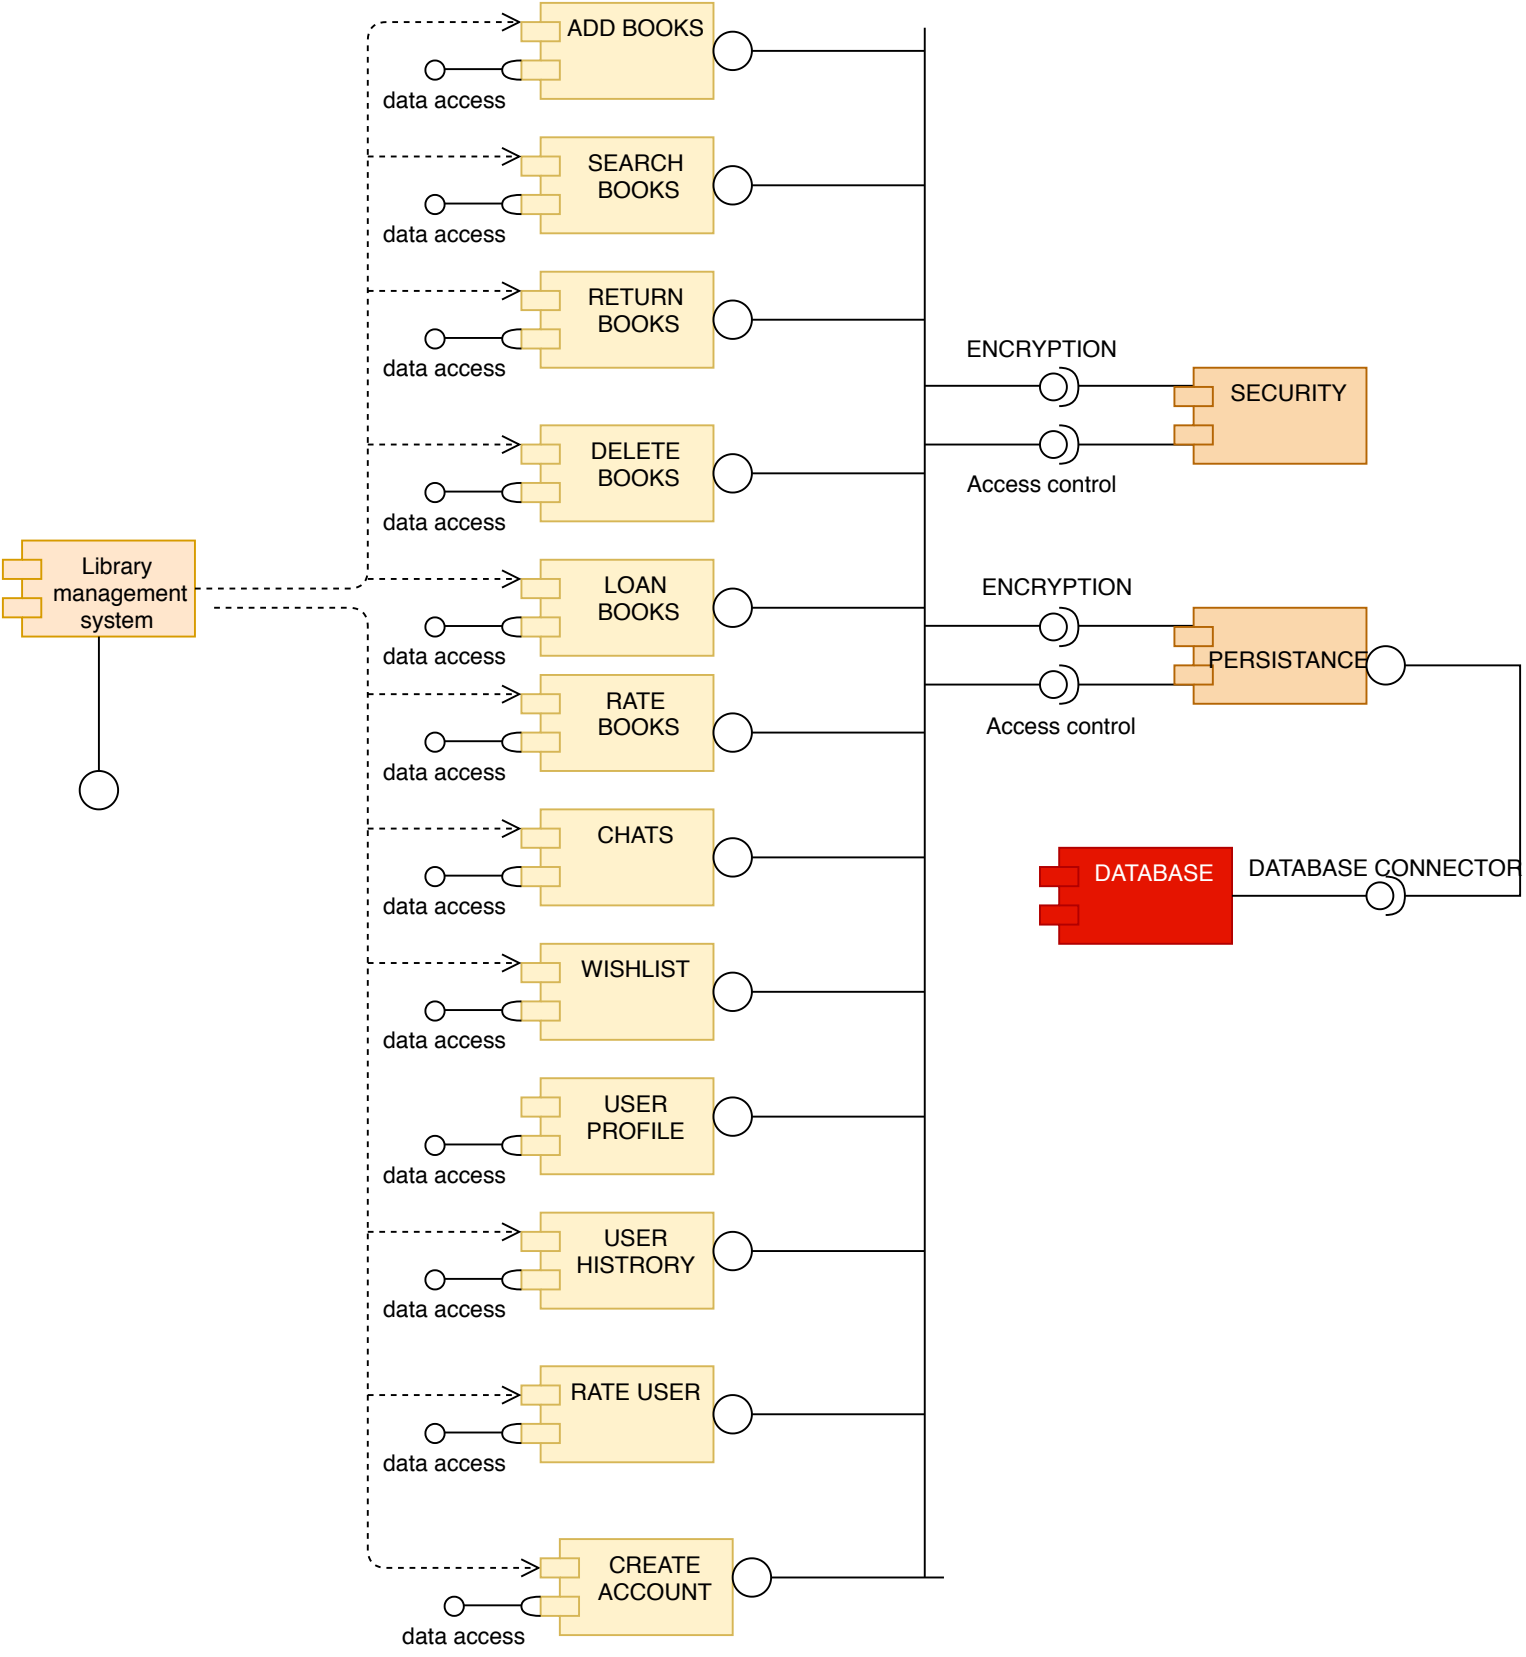 ADD BOOKS
data access
SEARCH
BOOKS
data access
RETURN
BOOKS
data access
DELETE
BOOKS
data access
LOAN
BOOKS
data access
RATE
BOOKS
data access
CHATS
data access
WISHLIST
data access
USER
PROFILE
data access
USER
HISTRORY
data access
RATE USER
data access
CREATE
ACCOUNT
data access
Library
management
system
ENCRYPTION
SECURITY
Access control
ENCRYPTION
PERSISTANCE
Access control
DATABASE
DATABASE CONNECTOR